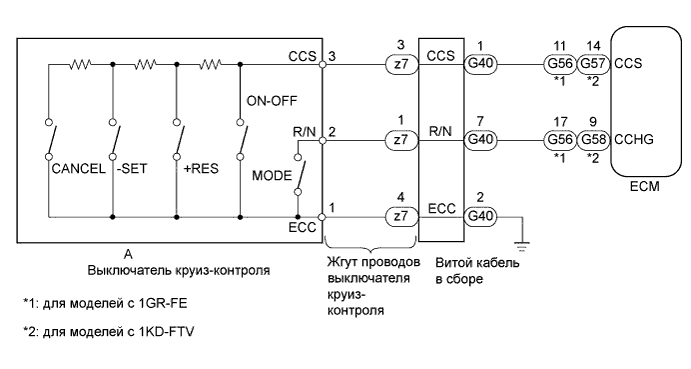 CCS 3 3 z7 CCS 1 G40 11 G56 *1 14 G57 *2 CCS
ON-OFF
R/N 2 1 z7 R/N 7 G40 17 G56 *1 9 G58 *2 CCHG
CANCEL -SET +RES MODE
ECM
ECC 1 4 z7 ECC 2 G40
A
Выключатель круиз-контроля
Жгут проводов
выключателя
круиз-
контроля
Витой кабель
в сборе
*1: для моделей с 1GR-FE
*2: для моделей с 1KD-FTV